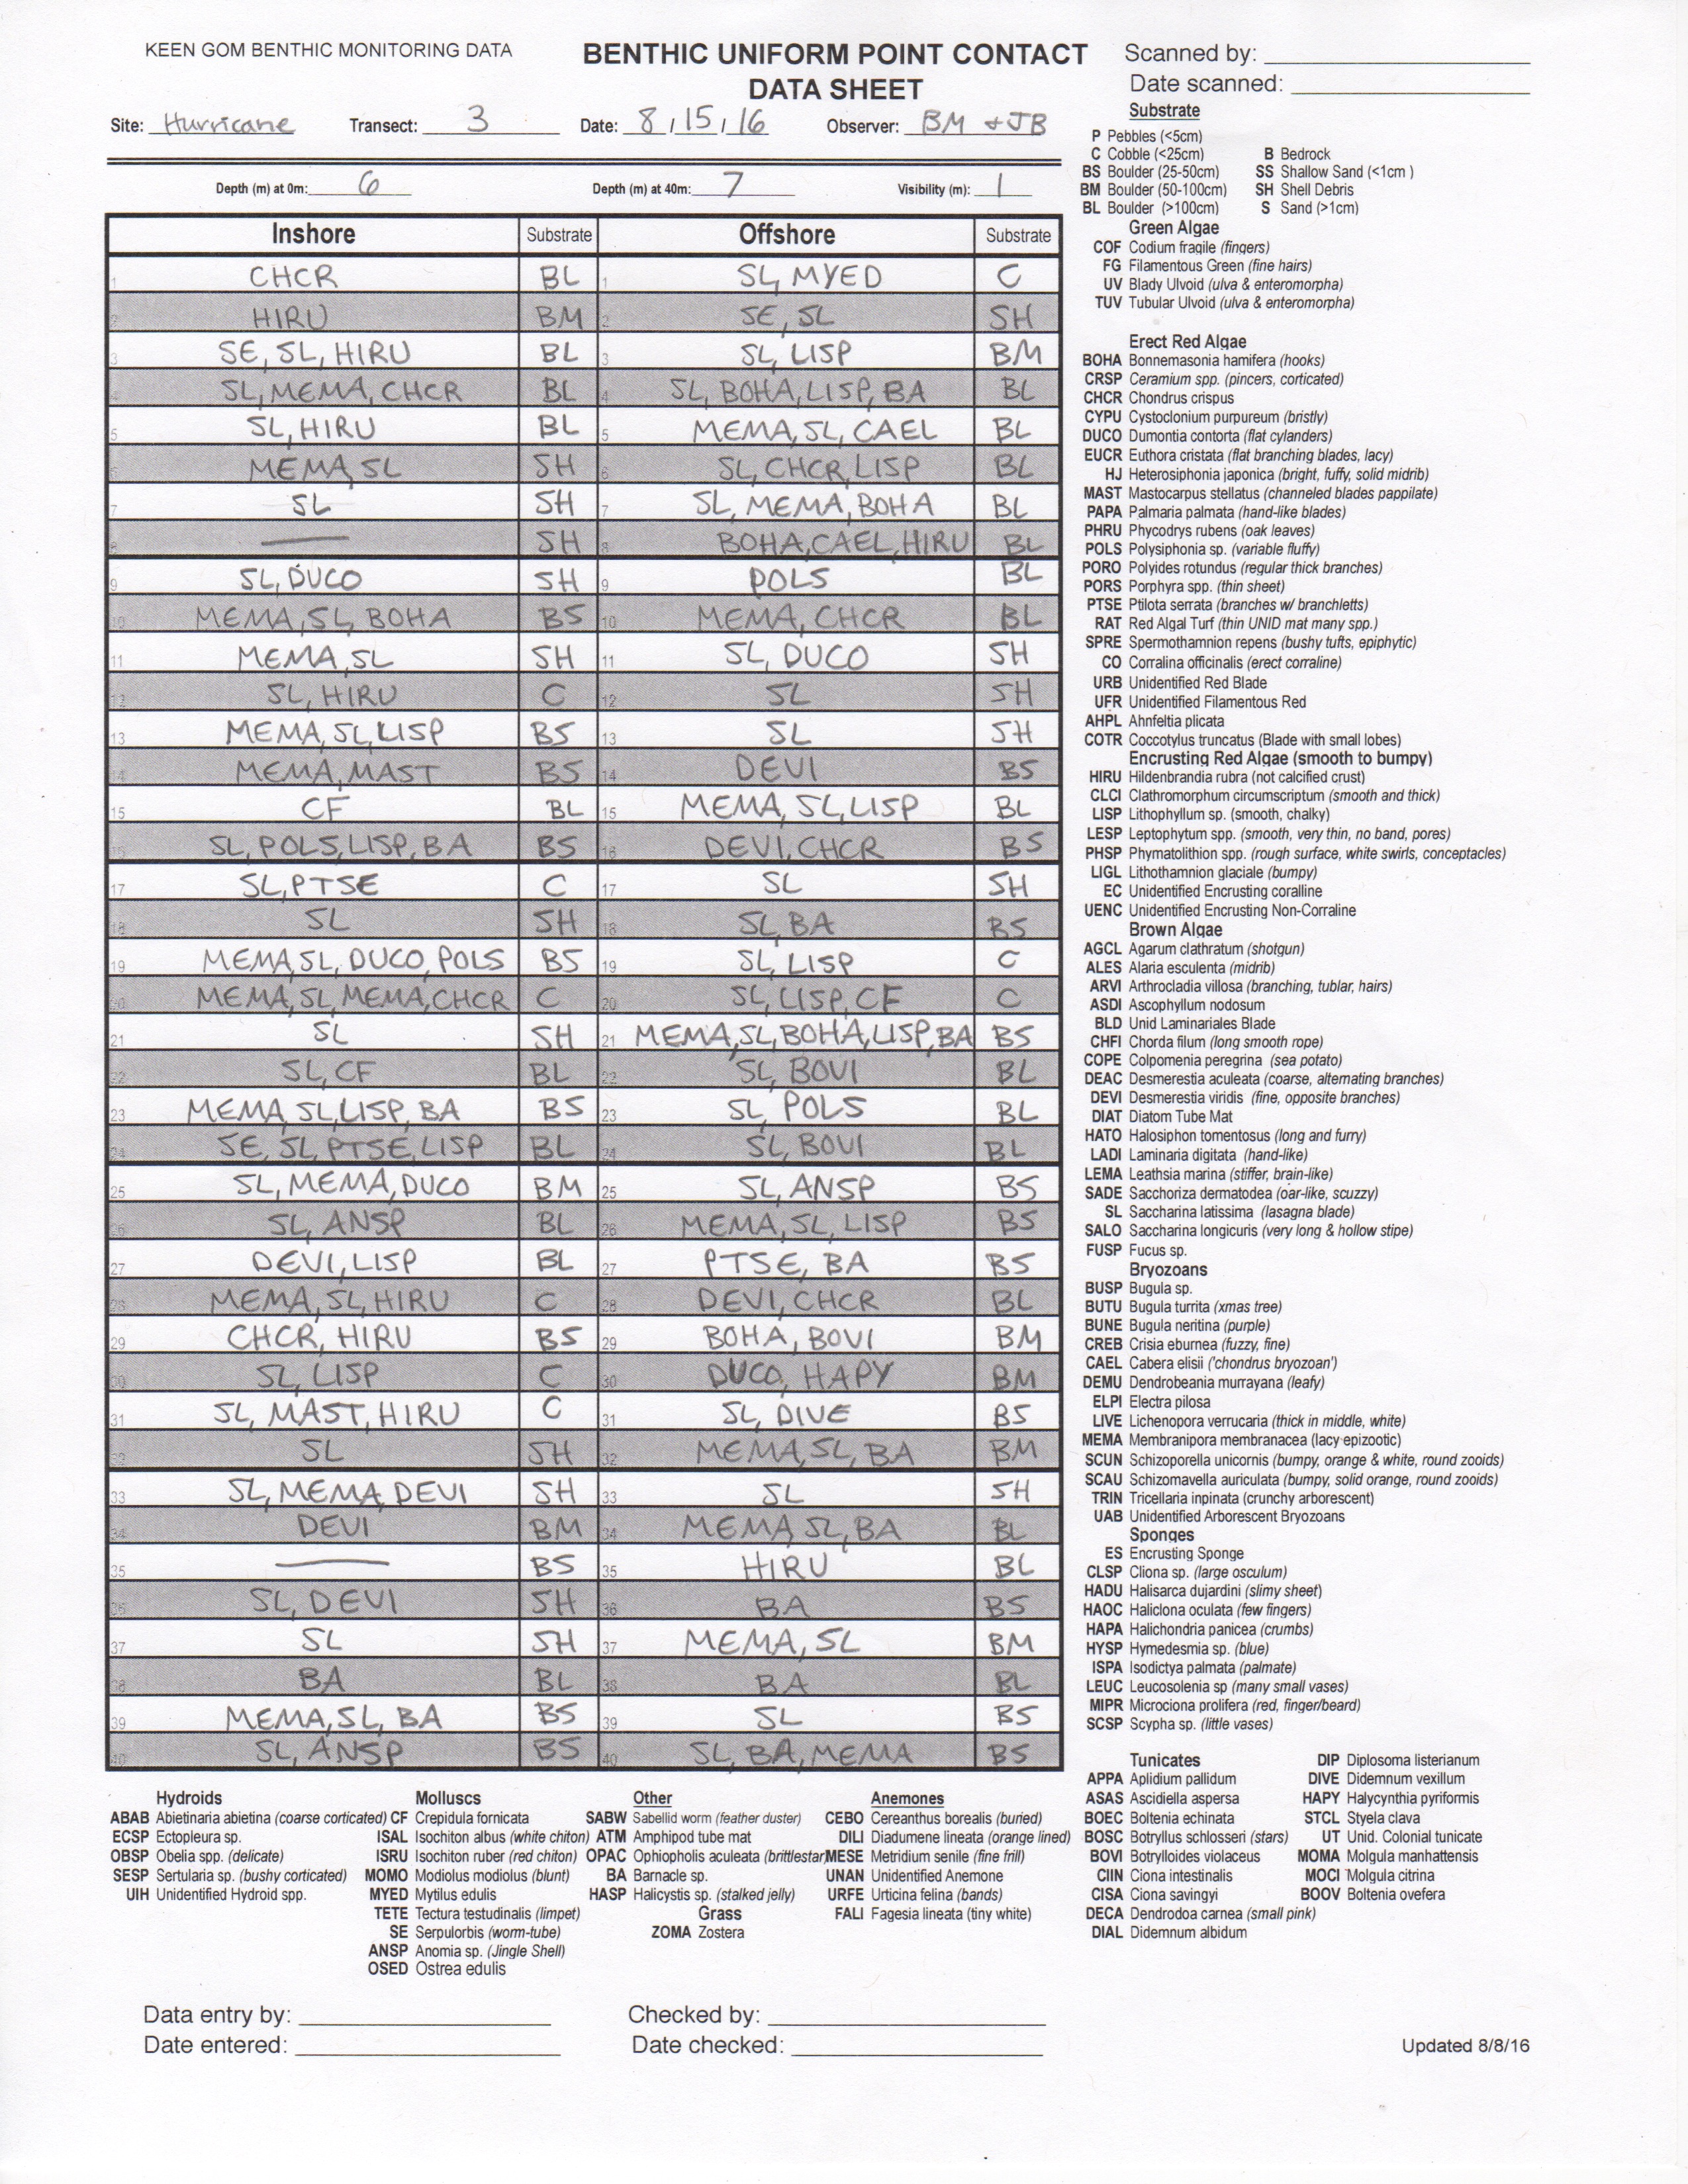 KEEN GOM BENTHIC MONITORING DATA
BENTHIC UNIFORM POINT CONTACT
DATA SHEET
Scanned by:
Date scanned:
Site: Hurricane Transect: 3 Date: 8/15/16 Observer: BM + JB
Depth (m) at 0m: 6 Depth (m) at 40m: 7 Visibility (m): 1
Inshore Substrate Offshore Substrate
1 CHCR BL 1 SL, MYED C
2 HIRU BM 2 SE, SL SH
3 SE, SL, HIRU BL 3 SL, LISP BM
4 SL, MEMA, CHCR BL 4 SL, BOHA, LISP, BA BL
5 SL, HIRU BL 5 MEMA, SL, CAEL BL
6 MEMA, SL SH 6 SL, CHCR, LISP BL
7 SL SH 7 SL, MEMA, BOHA BL
8 — SH 8 BOHA, CAEL, HIRU BL
9 SL, DUCO SH 9 POLS BL
10 MEMA, SL, BOHA BS 10 MEMA, CHCR BL
11 MEMA, SL SH 11 SL, DUCO SH
12 SL, HIRU C 12 SL SH
13 MEMA, SL, LISP BS 13 SL SH
14 MEMA, MAST BS 14 DEVI BS
15 CF BL 15 MEMA, SL, LISP BL
16 SL, POLS, LISP, BA BS 16 DEVI, CHCR BS
17 SL, PTSE C 17 SL SH
18 SL SH 18 SL, BA BS
19 MEMA, SL, DUCO, POLS BS 19 SL, LISP C
20 MEMA, SL, MEMA, CHCR C 20 SL, LISP, CF C
21 SL SH 21 MEMA, SL, BOHA, LISP, BA BS
22 SL, CF BL 22 SL, BOVI BL
23 MEMA, SL, LISP, BA BS 23 SL, POLS BL
24 SE, SL, PTSE, LISP BL 24 SL, BOVI BL
25 SL, MEMA, DUCO BM 25 SL, ANSP BS
26 SL, ANSP BL 26 MEMA, SL, LISP BS
27 DEVI, LISP BL 27 PTSE, BA BS
28 MEMA, SL, HIRU C 28 DEVI, CHCR BL
29 CHCR, HIRU BS 29 BOHA, BOVI BM
30 SL, LISP C 30 DUCO, HAPY BM
31 SL, MAST, HIRU C 31 SL, DIVE BS
32 SL SH 32 MEMA, SL, BA BM
33 SL, MEMA, DEVI SH 33 SL SH
34 DEVI BM 34 MEMA, SL, BA BL
35 — BS 35 HIRU BL
36 SL, DEVI SH 36 BA BS
37 SL SH 37 MEMA, SL BM
38 BA BL 38 BA BL
39 MEMA, SL, BA BS 39 SL BS
40 SL, ANSP BS 40 SL, BA, MEMA BS
Substrate
P Pebbles (<5cm)
C Cobble (<25cm) B Bedrock
BS Boulder (25-50cm) SS Shallow Sand (<1cm )
BM Boulder (50-100cm) SH Shell Debris
BL Boulder (>100cm) S Sand (>1cm)
Green Algae
COF Codium fragile (fingers)
FG Filamentous Green (fine hairs)
UV Blady Ulvoid (ulva & enteromorpha)
TUV Tubular Ulvoid (ulva & enteromorpha)
Erect Red Algae
BOHA Bonnemasonia hamifera (hooks)
CRSP Ceramium spp. (pincers, corticated)
CHCR Chondrus crispus
CYPU Cystoclonium purpureum (bristly)
DUCO Dumontia contorta (flat cylanders)
EUCR Euthora cristata (flat branching blades, lacy)
HJ Heterosiphonia japonica (bright, fuffy, solid midrib)
MAST Mastocarpus stellatus (channeled blades pappilate)
PAPA Palmaria palmata (hand-like blades)
PHRU Phycodrys rubens (oak leaves)
POLS Polysiphonia sp. (variable fluffy)
PORO Polyides rotundus (regular thick branches)
PORS Porphyra spp. (thin sheet)
PTSE Ptilota serrata (branches w/ branchletts)
RAT Red Algal Turf (thin UNID mat many spp.)
SPRE Spermothamnion repens (bushy tufts, epiphytic)
CO Corralina officinalis (erect corraline)
URB Unidentified Red Blade
UFR Unidentified Filamentous Red
AHPL Ahnfeltia plicata
COTR Coccotylus truncatus (Blade with small lobes)
Encrusting Red Algae (smooth to bumpy)
HIRU Hildenbrandia rubra (not calcified crust)
CLCI Clathromorphum circumscriptum (smooth and thick)
LISP Lithophyllum sp. (smooth, chalky)
LESP Leptophytum spp. (smooth, very thin, no band, pores)
PHSP Phymatolithion spp. (rough surface, white swirls, conceptacles)
LIGL Lithothamnion glaciale (bumpy)
EC Unidentified Encrusting coralline
UENC Unidentified Encrusting Non-Corraline
Brown Algae
AGCL Agarum clathratum (shotgun)
ALES Alaria esculenta (midrib)
ARVI Arthrocladia villosa (branching, tublar, hairs)
ASDI Ascophyllum nodosum
BLD Unid Laminariales Blade
CHFI Chorda filum (long smooth rope)
COPE Colpomenia peregrina (sea potato)
DEAC Desmerestia aculeata (coarse, alternating branches)
DEVI Desmerestia viridis (fine, opposite branches)
DIAT Diatom Tube Mat
HATO Halosiphon tomentosus (long and furry)
LADI Laminaria digitata (hand-like)
LEMA Leathsia marina (stiffer, brain-like)
SADE Sacchoriza dermatodea (oar-like, scuzzy)
SL Saccharina latissima (lasagna blade)
SALO Saccharina longicuris (very long & hollow stipe)
FUSP Fucus sp.
Bryozoans
BUSP Bugula sp.
BUTU Bugula turrita (xmas tree)
BUNE Bugula neritina (purple)
CREB Crisia eburnea (fuzzy, fine)
CAEL Cabera elisii ('chondrus bryozoan')
DEMU Dendrobeania murrayana (leafy)
ELPI Electra pilosa
LIVE Lichenopora verrucaria (thick in middle, white)
MEMA Membranipora membranacea (lacy epizootic)
SCUN Schizoporella unicornis (bumpy, orange & white, round zooids)
SCAU Schizomavella auriculata (bumpy, solid orange, round zooids)
TRIN Tricellaria inpinata (crunchy arborescent)
UAB Unidentified Arborescent Bryozoans
Sponges
ES Encrusting Sponge
CLSP Cliona sp. (large osculum)
HADU Halisarca dujardini (slimy sheet)
HAOC Haliclona oculata (few fingers)
HAPA Halichondria panicea (crumbs)
HYSP Hymedesmia sp. (blue)
ISPA Isodictya palmata (palmate)
LEUC Leucosolenia sp (many small vases)
MIPR Microciona prolifera (red, finger/beard)
SCSP Scypha sp. (little vases)
Tunicates DIP Diplosoma listerianum
APPA Aplidium pallidum DIVE Didemnum vexillum
ASAS Ascidiella aspersa HAPY Halycynthia pyriformis
BOEC Boltenia echinata STCL Styela clava
BOSC Botryllus schlosseri (stars) UT Unid. Colonial tunicate
BOVI Botrylloides violaceus MOMA Molgula manhattensis
CIIN Ciona intestinalis MOCI Molgula citrina
CISA Ciona savingyi BOOV Boltenia ovefera
DECA Dendrodoa carnea (small pink)
DIAL Didemnum albidum
Hydroids
ABAB Abietinaria abietina (coarse corticated)
ECSP Ectopleura sp.
OBSP Obelia spp. (delicate)
SESP Sertularia sp. (bushy corticated)
UIH Unidentified Hydroid spp.
Molluscs
CF Crepidula fornicata
ISAL Isochiton albus (white chiton)
ISRU Isochiton ruber (red chiton)
MOMO Modiolus modiolus (blunt)
MYED Mytilus edulis
TETE Tectura testudinalis (limpet)
SE Serpulorbis (worm-tube)
ANSP Anomia sp. (Jingle Shell)
OSED Ostrea edulis
Other
SABW Sabellid worm (feather duster)
ATM Amphipod tube mat
OPAC Ophiopholis aculeata (brittlestar
BA Barnacle sp.
HASP Halicystis sp. (stalked jelly)
Grass
ZOMA Zostera
Anemones
CEBO Cereanthus borealis (buried)
DILI Diadumene lineata (orange lined)
MESE Metridium senile (fine frill)
UNAN Unidentified Anemone
URFE Urticina felina (bands)
FALI Fagesia lineata (tiny white)
Data entry by: Checked by:
Date entered: Date checked:
Updated 8/8/16